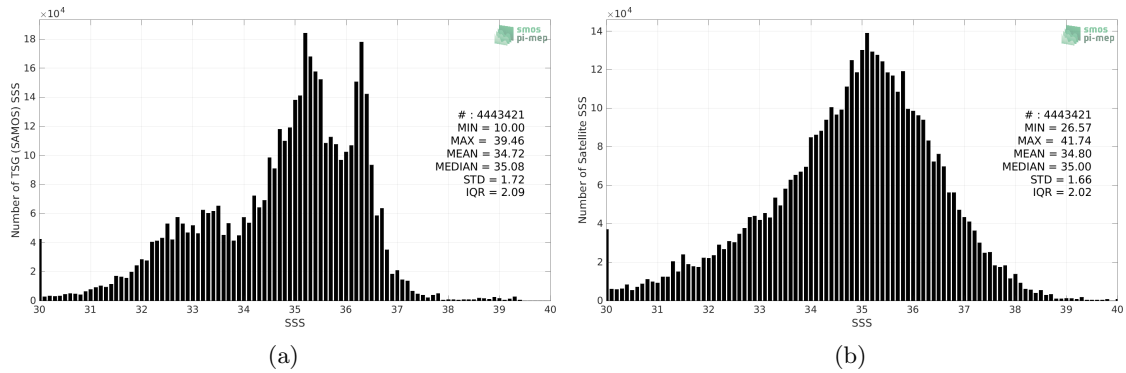 ×10⁴
smos
pi-mep
Number of TSG (SAMOS) SSS
18
16
14
12
10
8
6
4
2
0
# : 4443421
MIN = 10.00
MAX = 39.46
MEAN = 34.72
MEDIAN = 35.08
STD = 1.72
IQR = 2.09
30 31 32 33 34 35 36 37 38 39 40
SSS
(a)
×10⁴
smos
pi-mep
Number of Satellite SSS
14
12
10
8
6
4
2
0
# : 4443421
MIN = 26.57
MAX = 41.74
MEAN = 34.80
MEDIAN = 35.00
STD = 1.66
IQR = 2.02
30 31 32 33 34 35 36 37 38 39 40
SSS
(b)